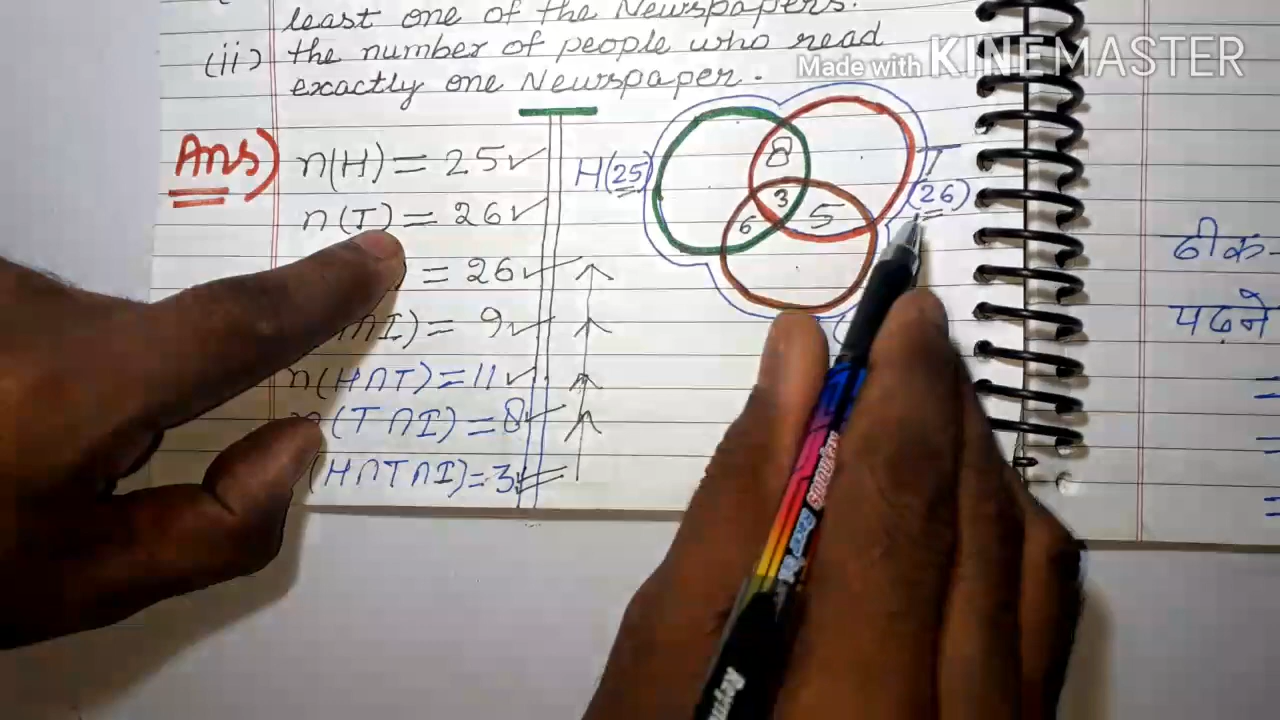 least one of the Newspapers.
(ii) the number of people who read
exactly one Newspaper.
Made with KINEMASTER
Ans) n(H) = 25✓
n(T) = 26✓
) = 26✓
∩I) = 9✓
n(H∩T) = 11✓
(T∩I) = 8✓
(H∩T∩I) = 3✓
H(25)
T
(26)
8
3
6
5
ठीक-
पढ़ने